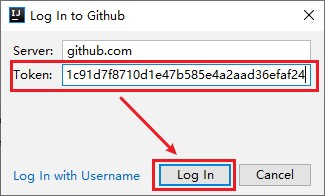 Log In to Github
Server: github.com
Token: 1c91d7f8710d1e47b585e4a2aad36efaf24
Log In with Username
Log In
Cancel